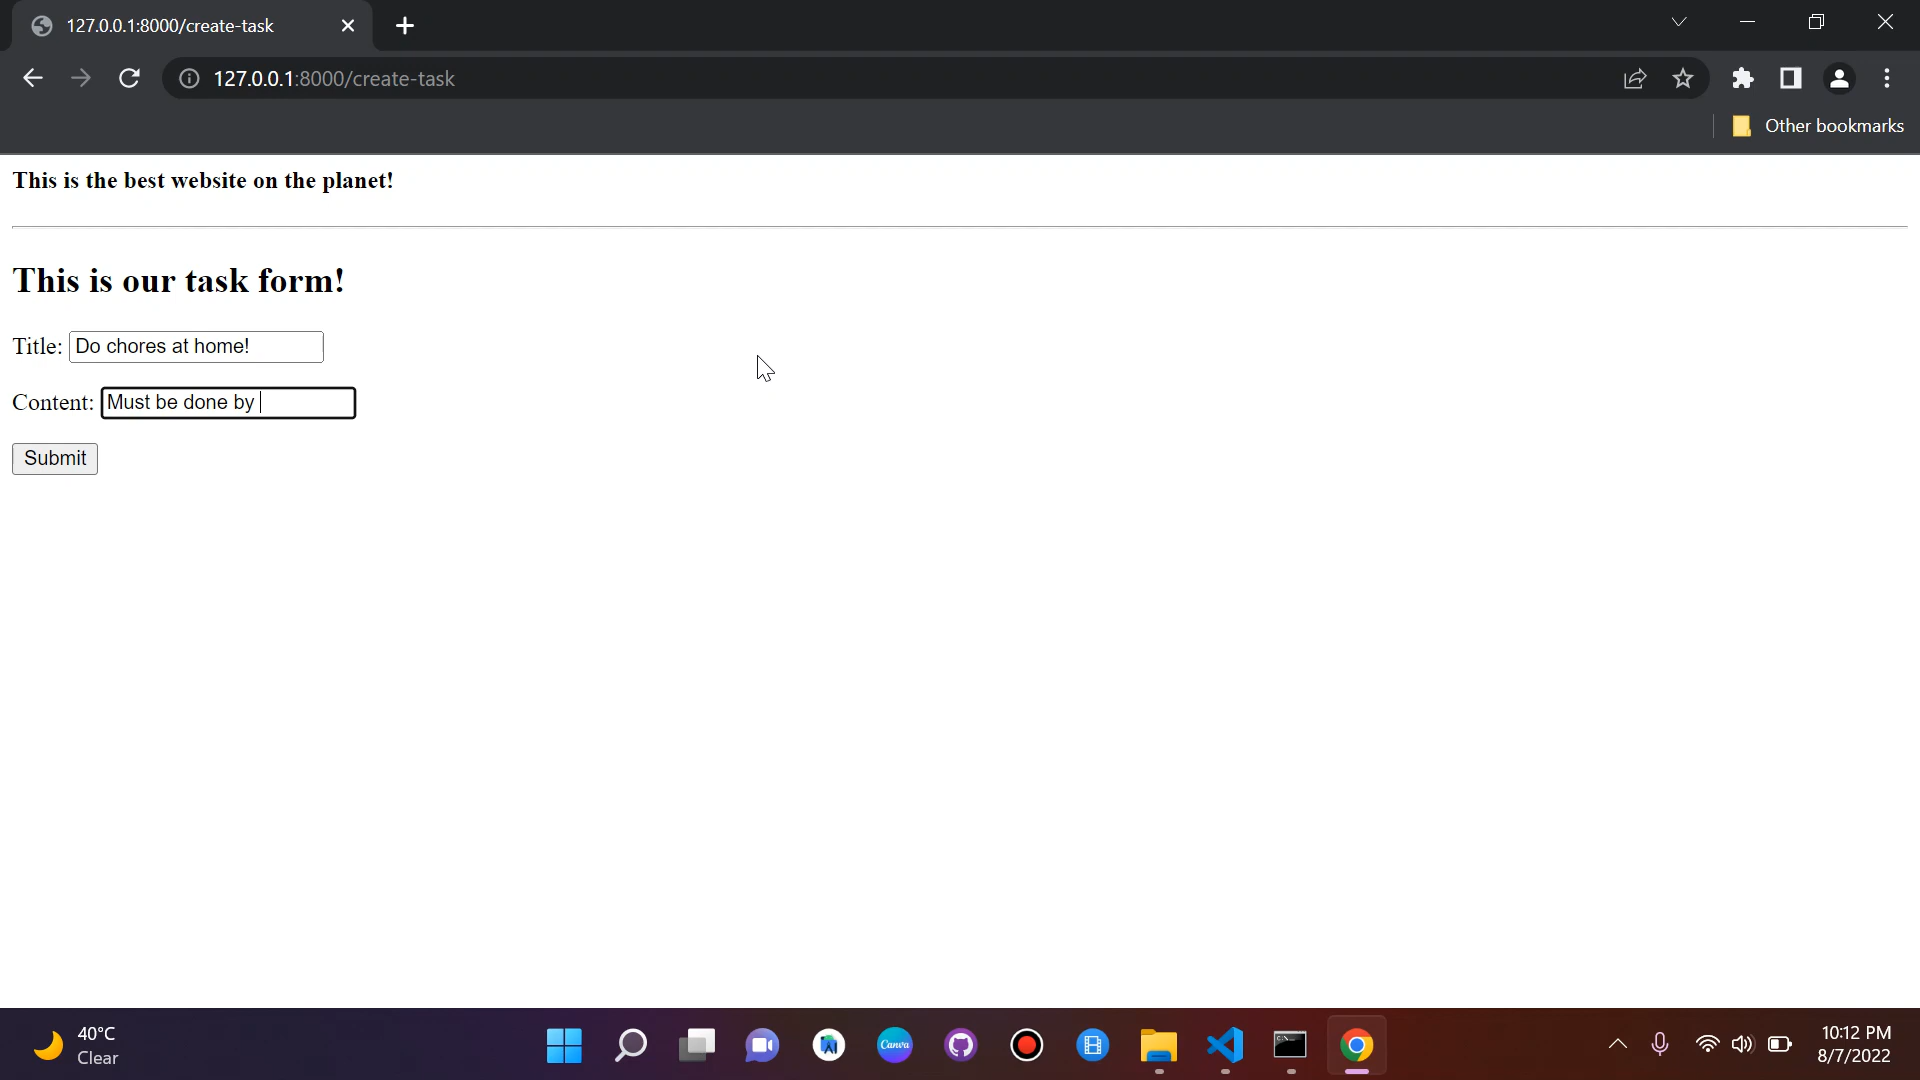 127.0.0.1:8000/create-task
127.0.0.1:8000/create-task
Other bookmarks
This is the best website on the planet!
This is our task form!
Title: Do chores at home!
Content: Must be done by
Submit
40°C
Clear
Canva
10:12 PM
8/7/2022